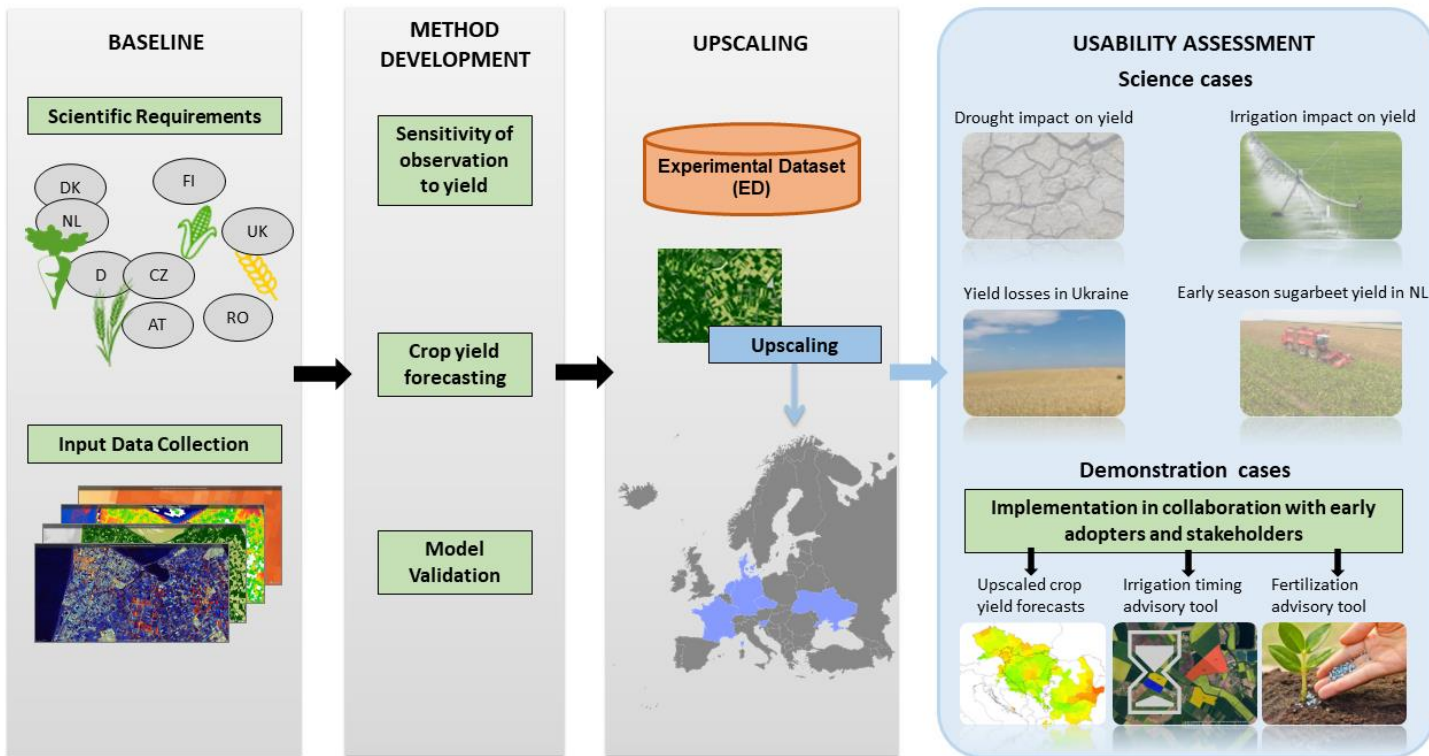 BASELINE
Scientific Requirements
DK
FI
NL
UK
D
CZ
AT
RO
Input Data Collection
METHOD
DEVELOPMENT
Sensitivity of
observation
to yield
Crop yield
forecasting
Model
Validation
UPSCALING
Experimental Dataset
(ED)
Upscaling
USABILITY ASSESSMENT
Science cases
Drought impact on yield
Irrigation impact on yield
Yield losses in Ukraine
Early season sugarbeet yield in NL
Demonstration cases
Implementation in collaboration with early
adopters and stakeholders
Upscaled crop
yield forecasts
Irrigation timing
advisory tool
Fertilization
advisory tool